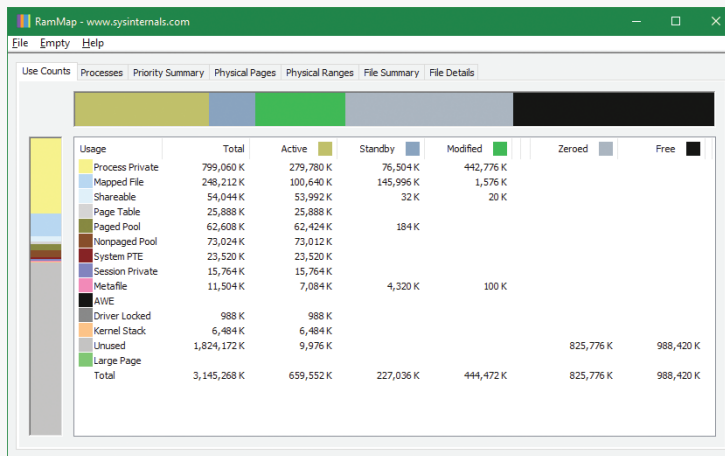 RamMap - www.sysinternals.com
File Empty Help
Use Counts Processes Priority Summary Physical Pages Physical Ranges File Summary File Details
Usage Total Active Standby Modified Zeroed Free
Process Private 799,060 K 279,780 K 76,504 K 442,776 K
Mapped File 248,212 K 100,640 K 145,996 K 1,576 K
Shareable 54,044 K 53,992 K 32 K 20 K
Page Table 25,888 K 25,888 K
Paged Pool 62,608 K 62,424 K 184 K
Nonpaged Pool 73,024 K 73,012 K
System PTE 23,520 K 23,520 K
Session Private 15,764 K 15,764 K
Metafile 11,504 K 7,084 K 4,320 K 100 K
AWE
Driver Locked 988 K 988 K
Kernel Stack 6,484 K 6,484 K
Unused 1,824,172 K 9,976 K 825,776 K 988,420 K
Large Page
Total 3,145,268 K 659,552 K 227,036 K 444,472 K 825,776 K 988,420 K